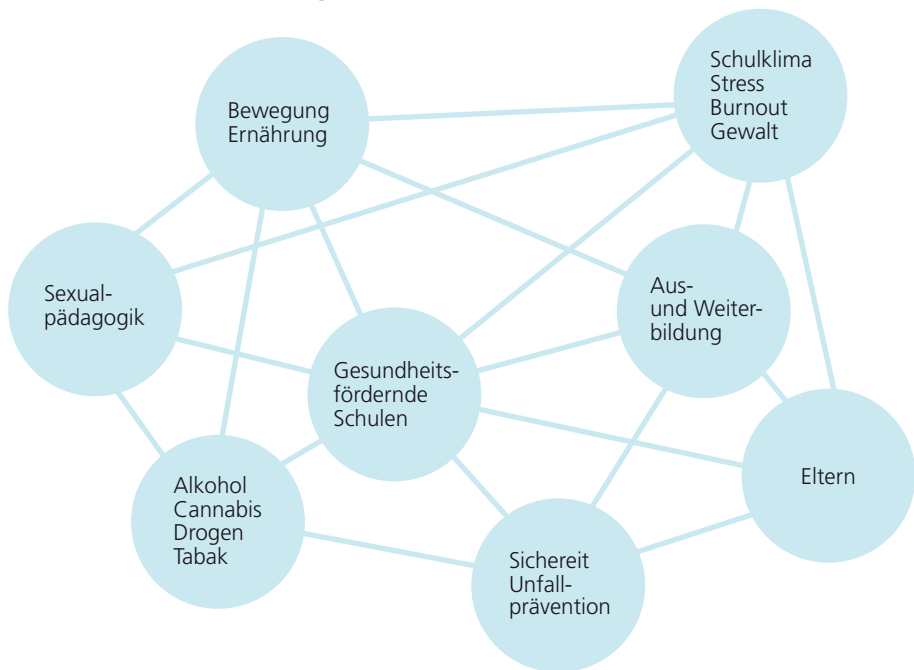 Schulklima
Stress
Burnout
Gewalt
Bewegung
Ernährung
Sexual-
pädagogik
Aus-
und Weiter-
bildung
Gesundheits-
fördernde
Schulen
Eltern
Alkohol
Cannabis
Drogen
Tabak
Sichereit
Unfall-
prävention